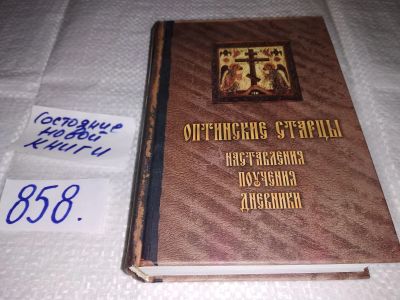 состояние
новой
книги
858.
ОПТИНСКИЕ СТАРЦЫ
НАСТАВЛЕНИЯ
ПОУЧЕНИЯ
ДНЕВНИКИ